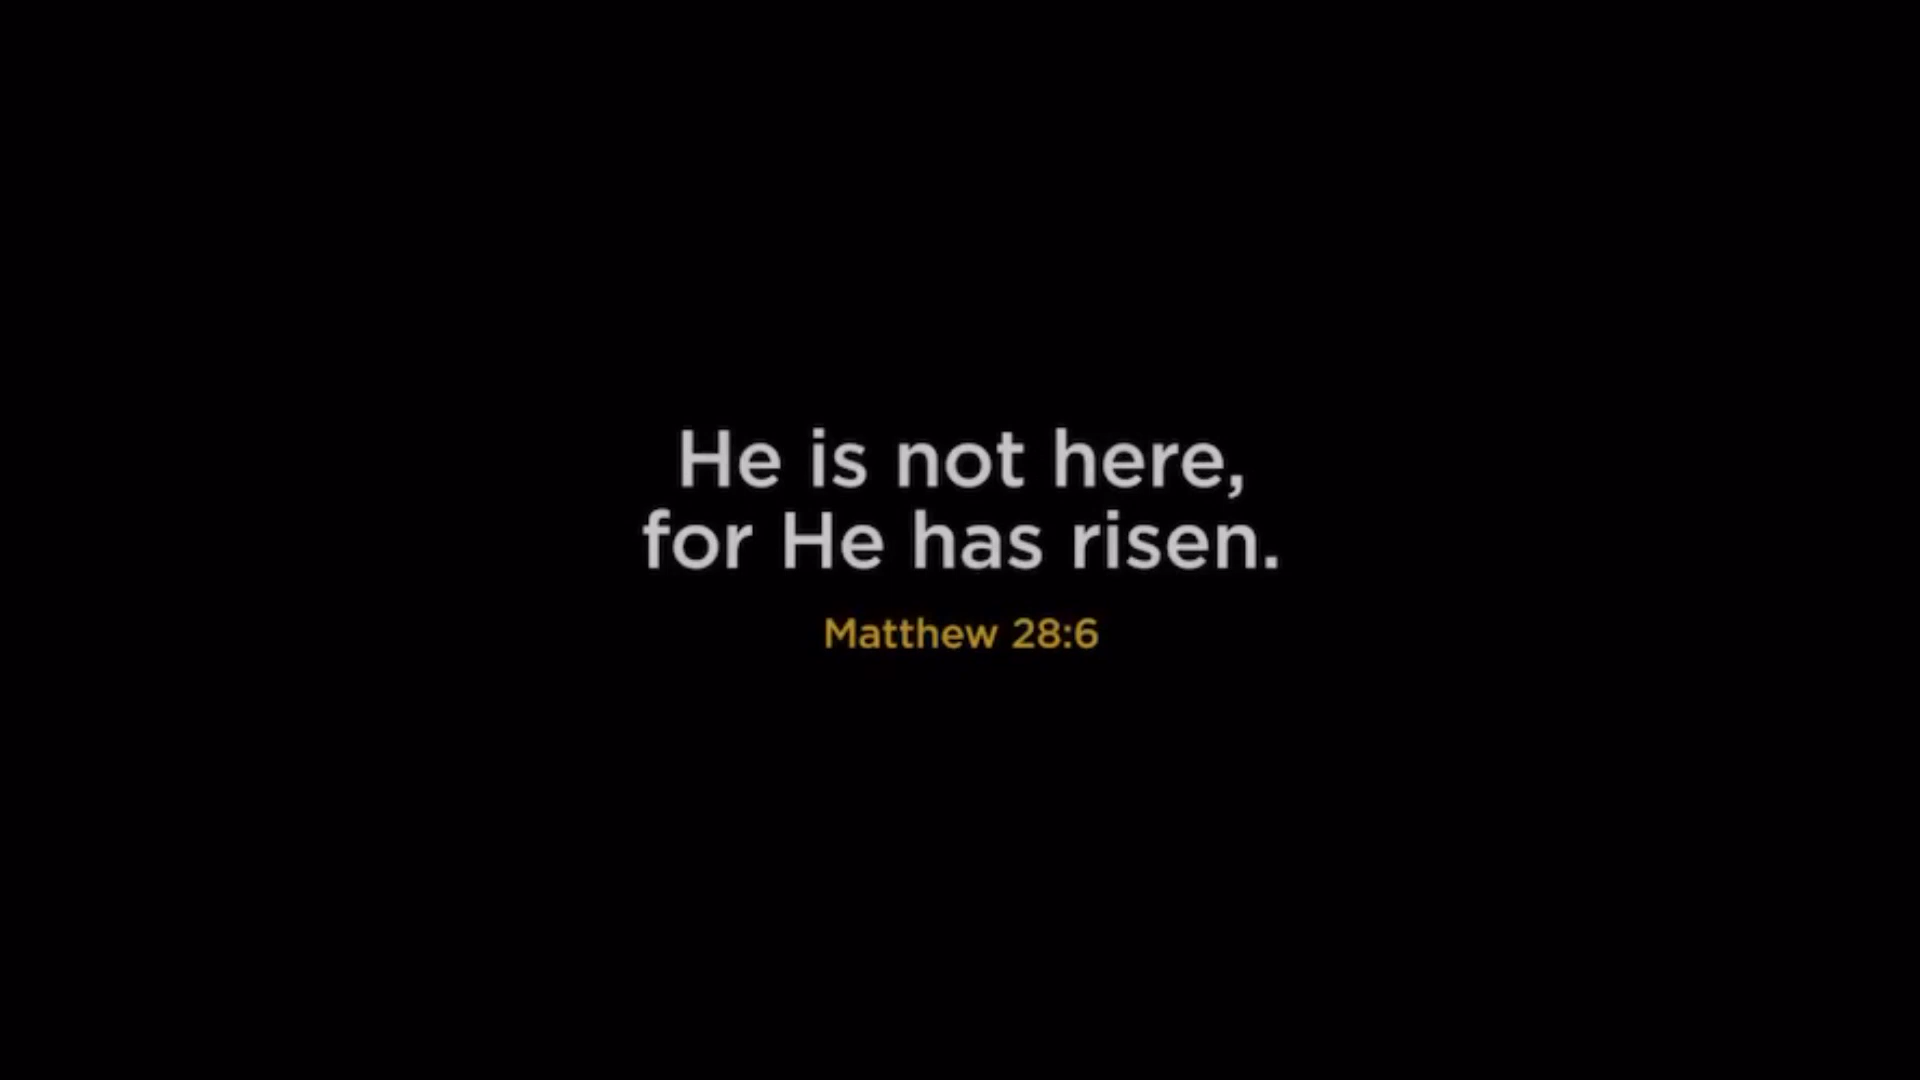 He is not here,
for He has risen.
Matthew 28:6